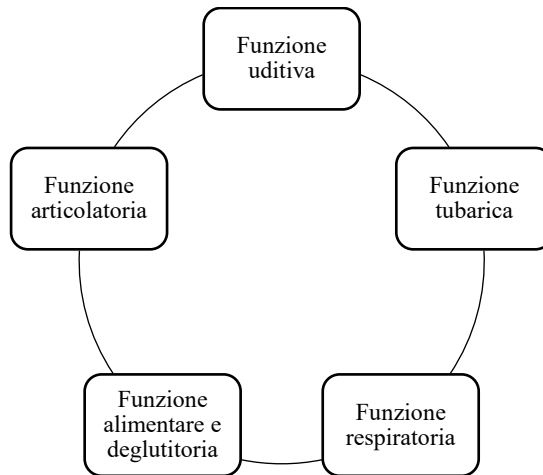 Funzione
uditiva
Funzione
tubarica
Funzione
respiratoria
Funzione
alimentare e
deglutitoria
Funzione
articolatoria